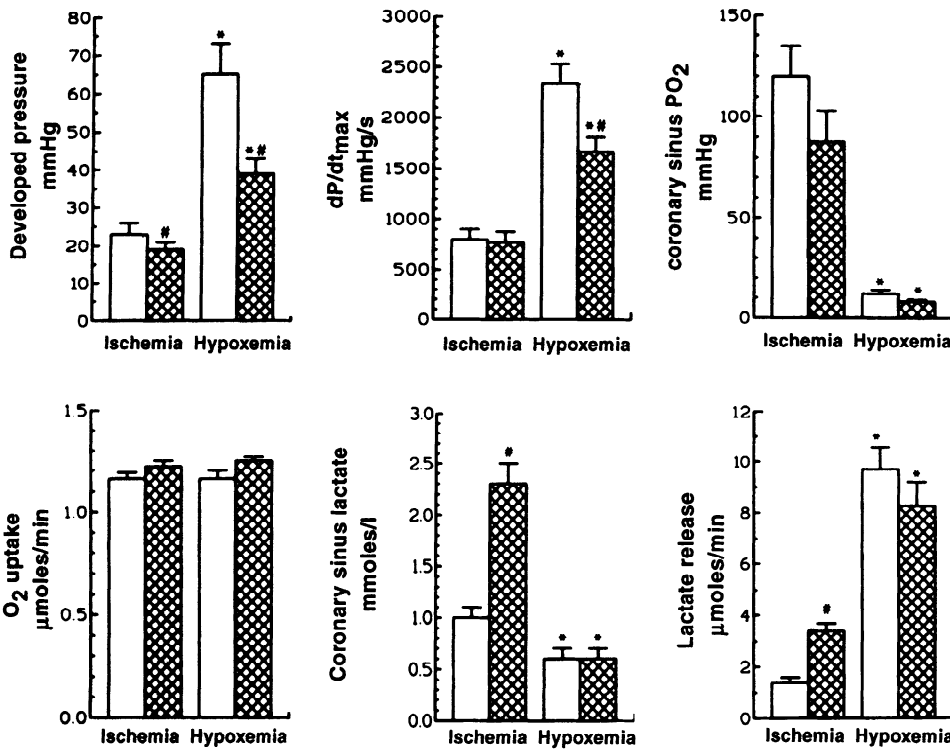 Developed pressure
mmHg
80
70
60
50
40
30
20
10
0
*
#
*#
Ischemia Hypoxemia
dP/dtmax
mmHg/s
3000
2500
2000
1500
1000
500
0
*
*#
Ischemia Hypoxemia
coronary sinus PO2
mmHg
150
100
50
0
*
*
Ischemia Hypoxemia
O2 uptake
μmoles/min
1.5
1.0
0.5
0.0
Ischemia Hypoxemia
Coronary sinus lactate
mmoles/l
3.0
2.5
2.0
1.5
1.0
0.5
0.0
#
*
*
Ischemia Hypoxemia
Lactate release
μmoles/min
12
10
8
6
4
2
0
#
*
*
Ischemia Hypoxemia